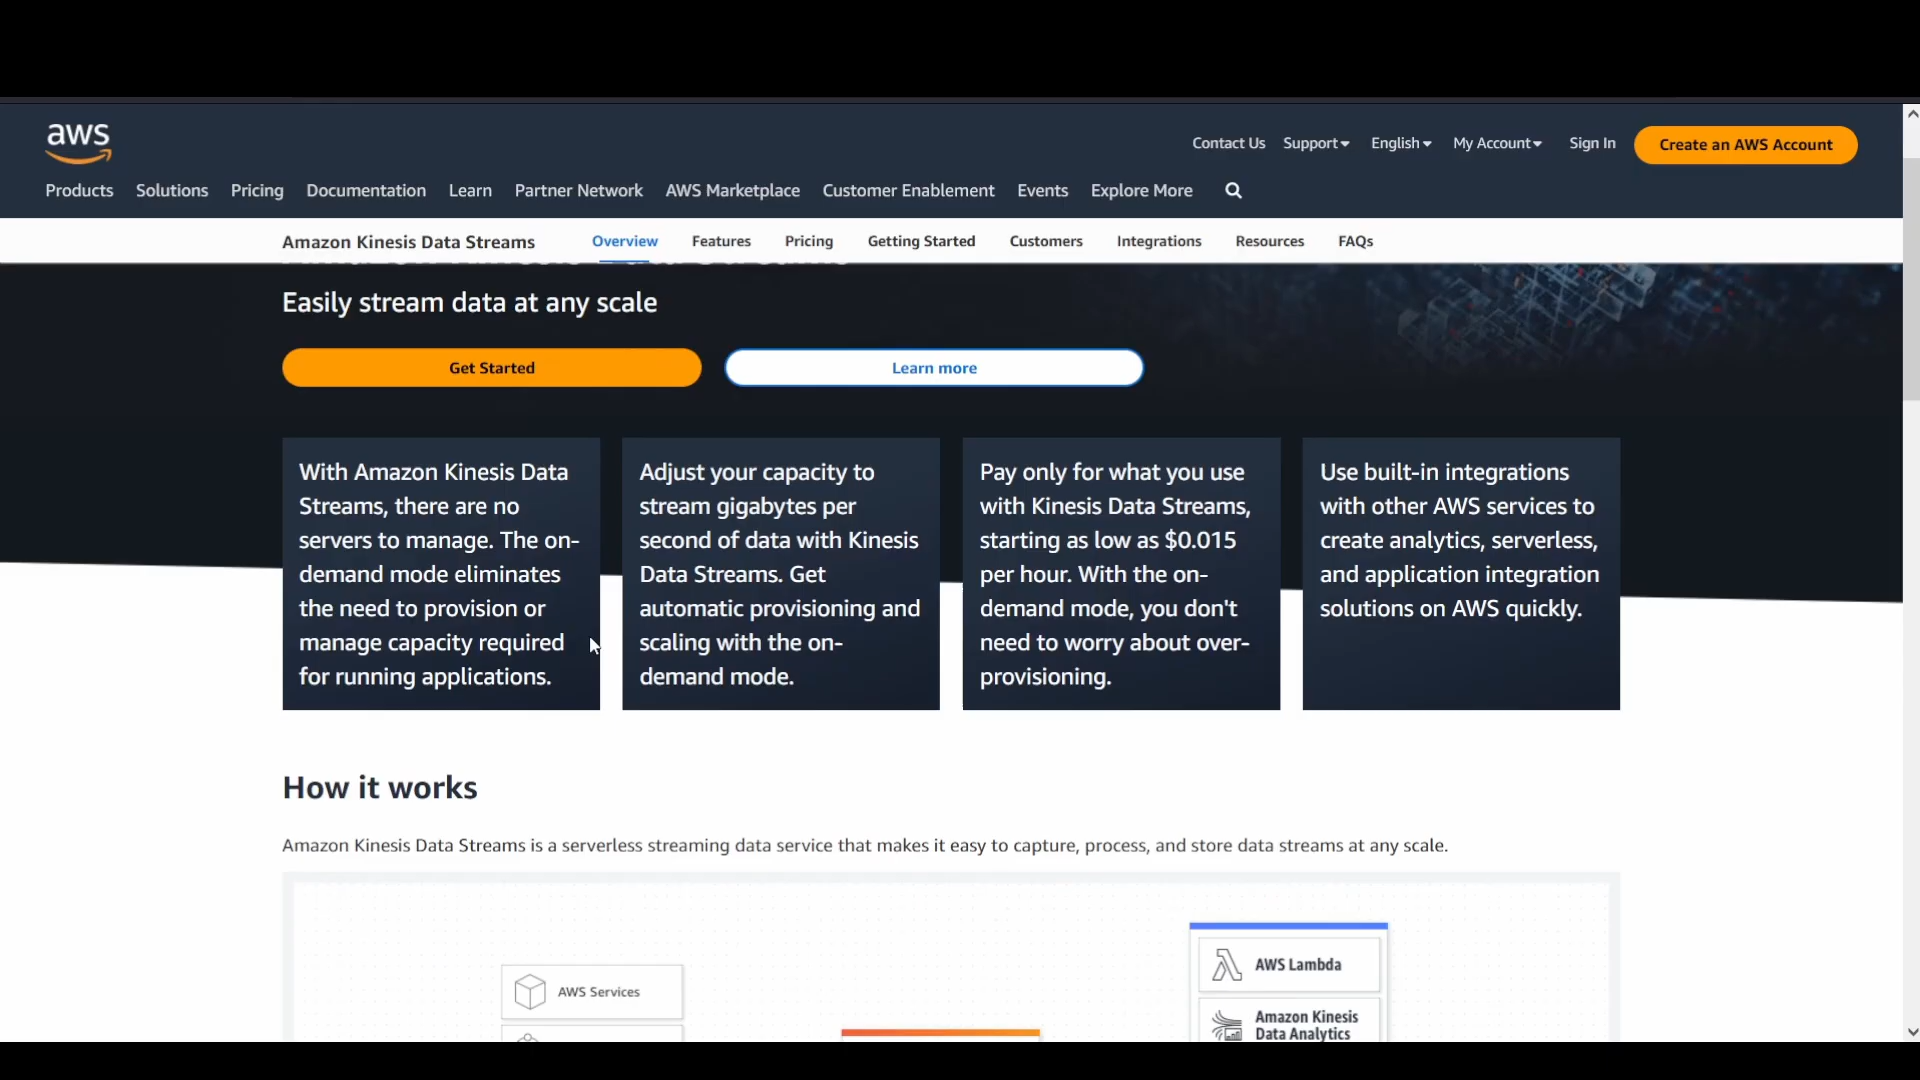 aws
Contact Us Support English My Account Sign In Create an AWS Account
Products Solutions Pricing Documentation Learn Partner Network AWS Marketplace Customer Enablement Events Explore More
Amazon Kinesis Data Streams Overview Features Pricing Getting Started Customers Integrations Resources FAQs
Easily stream data at any scale
Get Started Learn more
With Amazon Kinesis Data
Streams, there are no
servers to manage. The on-
demand mode eliminates
the need to provision or
manage capacity required
for running applications.
Adjust your capacity to
stream gigabytes per
second of data with Kinesis
Data Streams. Get
automatic provisioning and
scaling with the on-
demand mode.
Pay only for what you use
with Kinesis Data Streams,
starting as low as $0.015
per hour. With the on-
demand mode, you don't
need to worry about over-
provisioning.
Use built-in integrations
with other AWS services to
create analytics, serverless,
and application integration
solutions on AWS quickly.
How it works
Amazon Kinesis Data Streams is a serverless streaming data service that makes it easy to capture, process, and store data streams at any scale.
AWS Services
AWS Lambda
Amazon Kinesis
Data Analytics